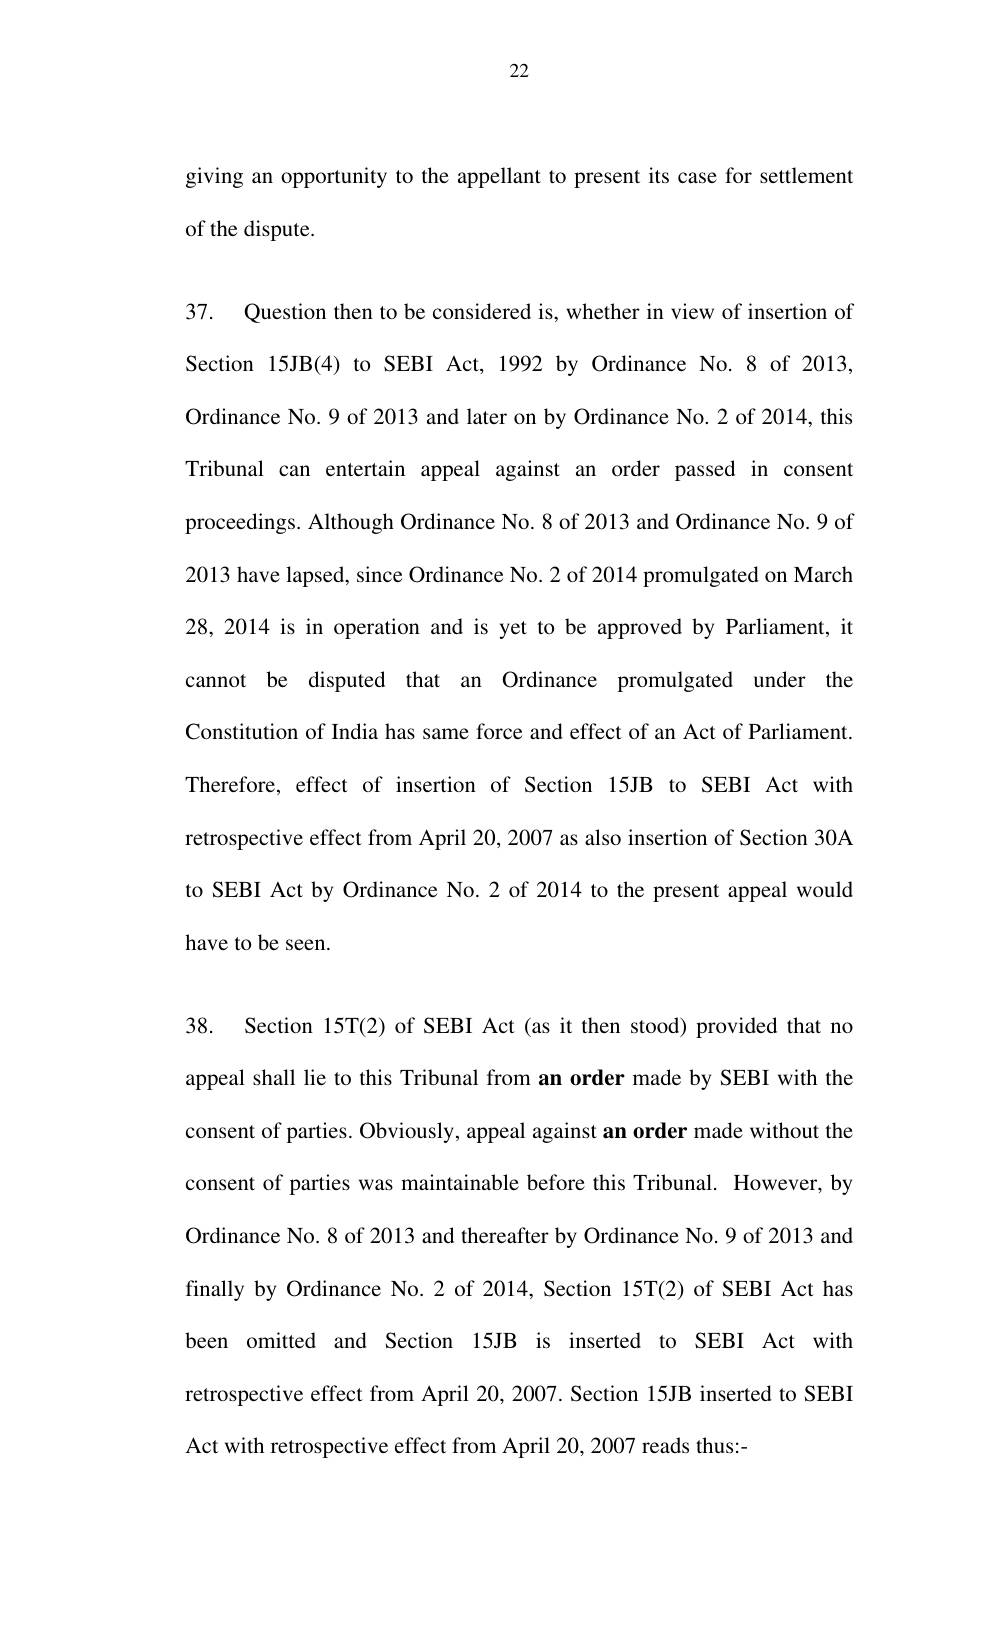 22
giving an opportunity to the appellant to present its case for settlement
of the dispute.
37. Question then to be considered is, whether in view of insertion of
Section 15JB(4) to SEBI Act, 1992 by Ordinance No. 8 of 2013,
Ordinance No. 9 of 2013 and later on by Ordinance No. 2 of 2014, this
Tribunal can entertain appeal against an order passed in consent
proceedings. Although Ordinance No. 8 of 2013 and Ordinance No. 9 of
2013 have lapsed, since Ordinance No. 2 of 2014 promulgated on March
28, 2014 is in operation and is yet to be approved by Parliament, it
cannot be disputed that an Ordinance promulgated under the
Constitution of India has same force and effect of an Act of Parliament.
Therefore, effect of insertion of Section 15JB to SEBI Act with
retrospective effect from April 20, 2007 as also insertion of Section 30A
to SEBI Act by Ordinance No. 2 of 2014 to the present appeal would
have to be seen.
38. Section 15T(2) of SEBI Act (as it then stood) provided that no
appeal shall lie to this Tribunal from an order made by SEBI with the
consent of parties. Obviously, appeal against an order made without the
consent of parties was maintainable before this Tribunal. However, by
Ordinance No. 8 of 2013 and thereafter by Ordinance No. 9 of 2013 and
finally by Ordinance No. 2 of 2014, Section 15T(2) of SEBI Act has
been omitted and Section 15JB is inserted to SEBI Act with
retrospective effect from April 20, 2007. Section 15JB inserted to SEBI
Act with retrospective effect from April 20, 2007 reads thus:-